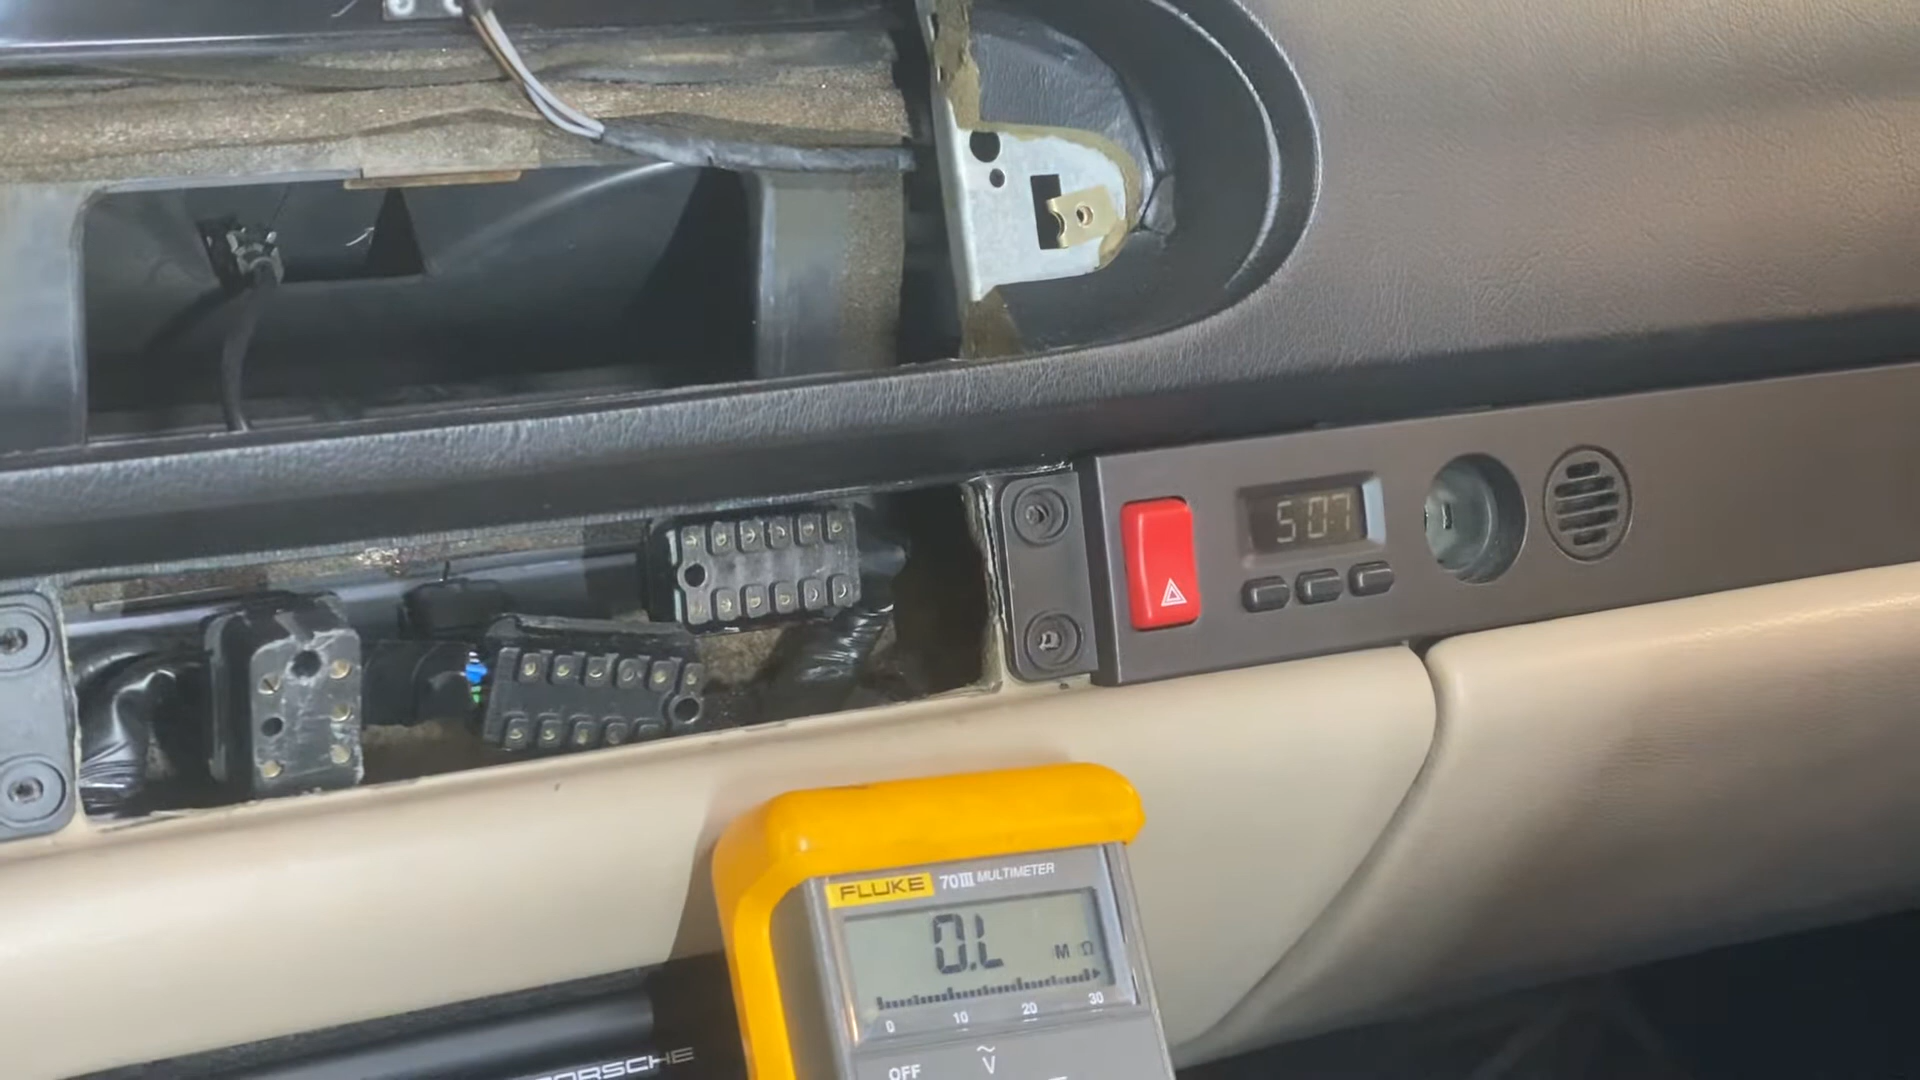 5:07
FLUKE 70III MULTIMETER
0.L M Ω
0 10 20 30
OFF
~
V
PORSCHE